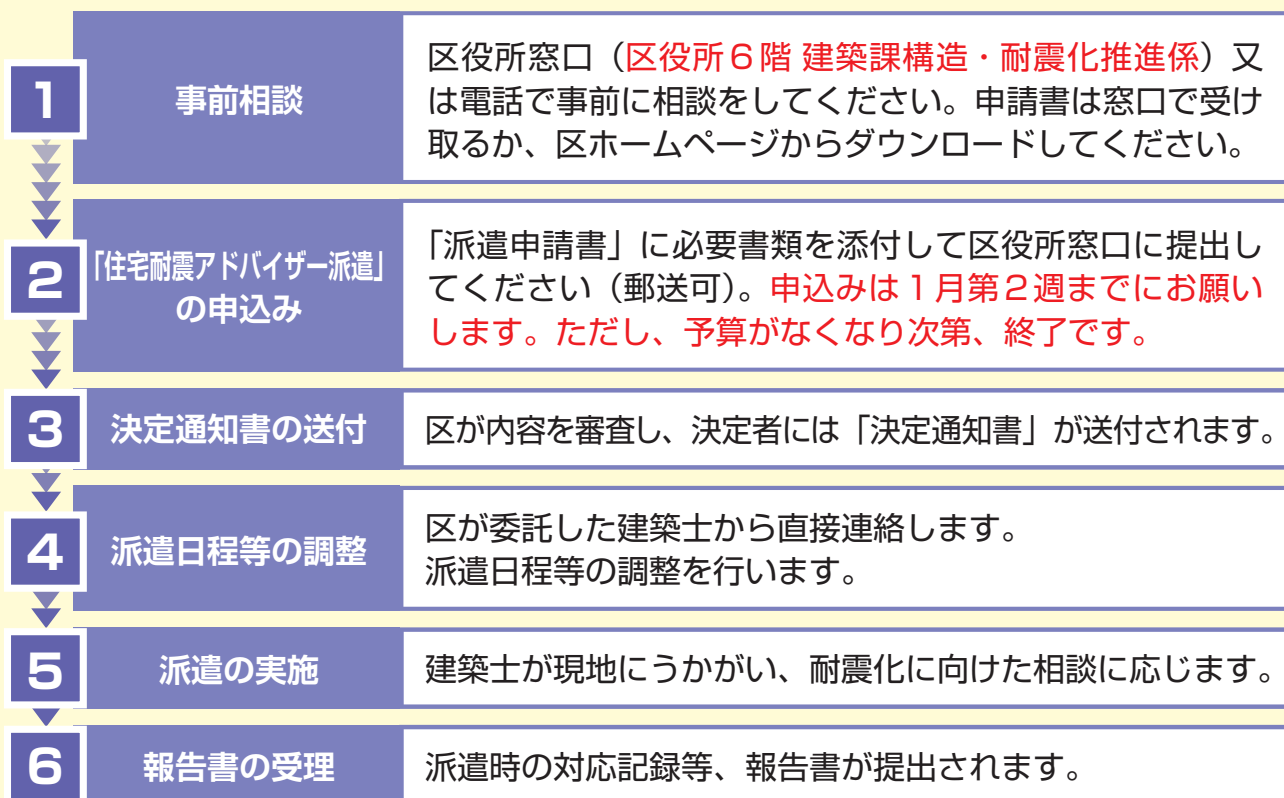 1
事前相談
区役所窓口（区役所６階 建築課構造・耐震化推進係）又
は電話で事前に相談をしてください。申請書は窓口で受け
取るか、区ホームページからダウンロードしてください。
2
「住宅耐震アドバイザー派遣」
の申込み
「派遣申請書」に必要書類を添付して区役所窓口に提出し
てください（郵送可）。申込みは１月第２週までにお願い
します。ただし、予算がなくなり次第、終了です。
3
決定通知書の送付
区が内容を審査し、決定者には「決定通知書」が送付されます。
4
派遣日程等の調整
区が委託した建築士から直接連絡します。
派遣日程等の調整を行います。
5
派遣の実施
建築士が現地にうかがい、耐震化に向けた相談に応じます。
6
報告書の受理
派遣時の対応記録等、報告書が提出されます。